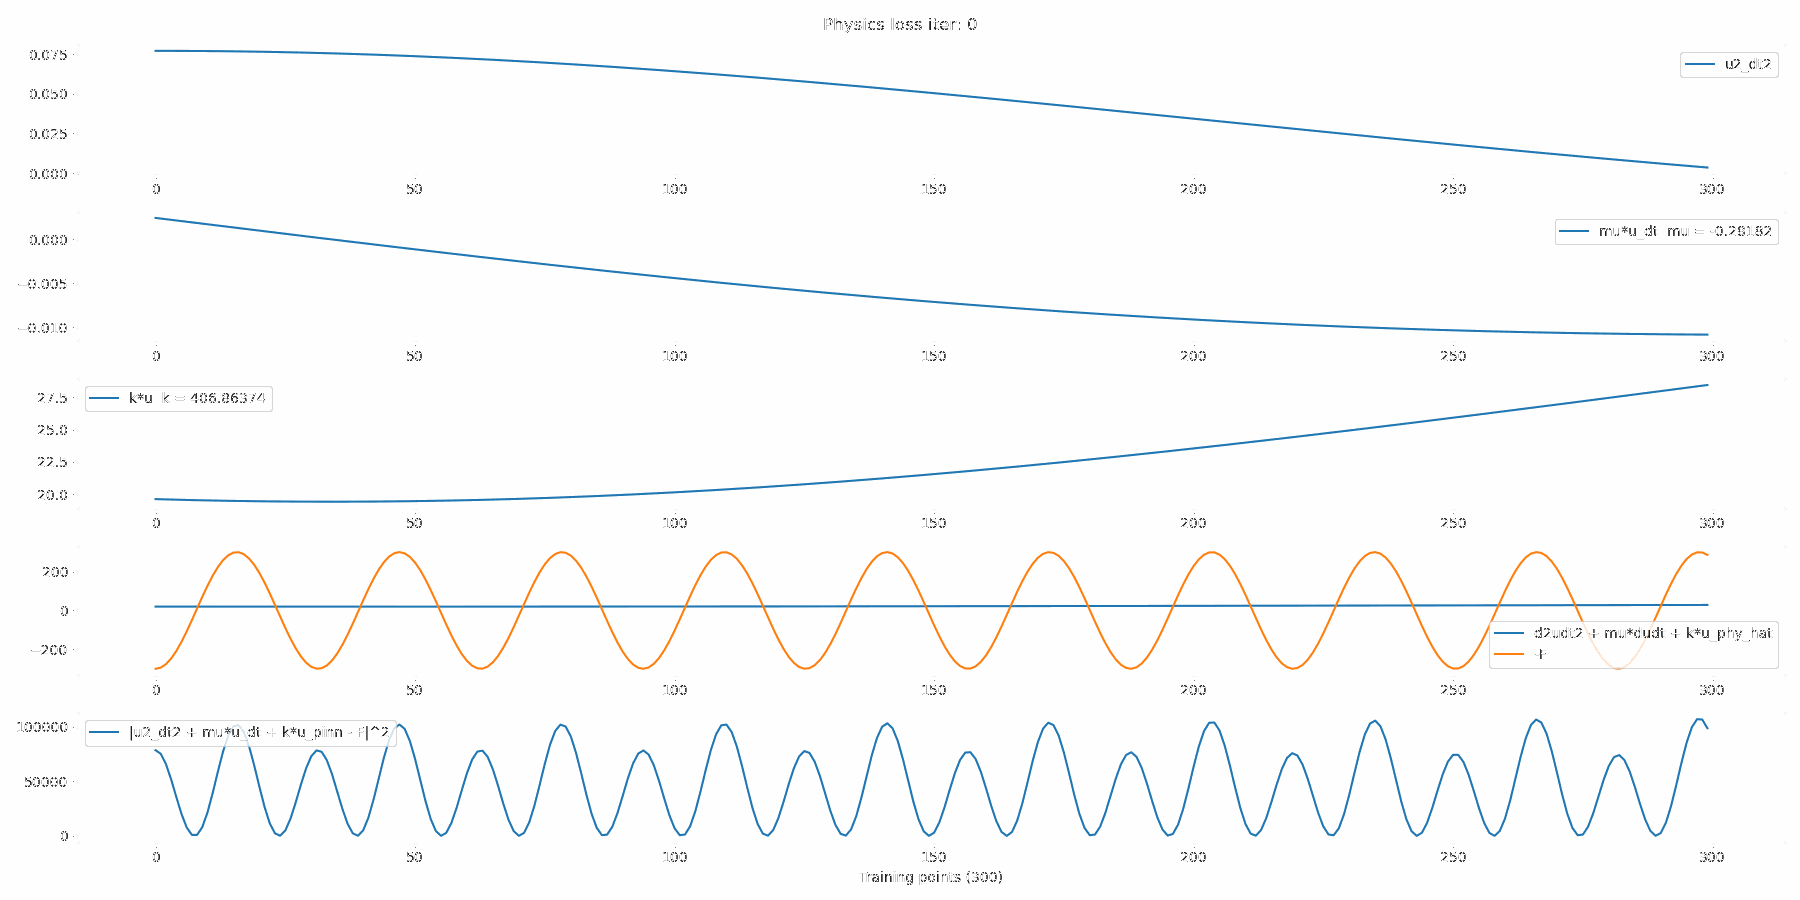 Physics loss iter: 0
0.075
0.050
0.025
0.000
u2_dt2
0 50 100 150 200 250 300
0.000
−0.005
−0.010
mu*u_dt mu = -0.28182
0 50 100 150 200 250 300
27.5
25.0
22.5
20.0
k*u k = 406.86374
0 50 100 150 200 250 300
200
0
−200
d2udt2 + mu*dudt + k*u_phy_hat
0 50 100 150 200 250 300
100000
50000
0
|u2_dt2 + mu*u_dt + k*u_pinn - F|^2
0 50 100 150 200 250 300
Training points (300)